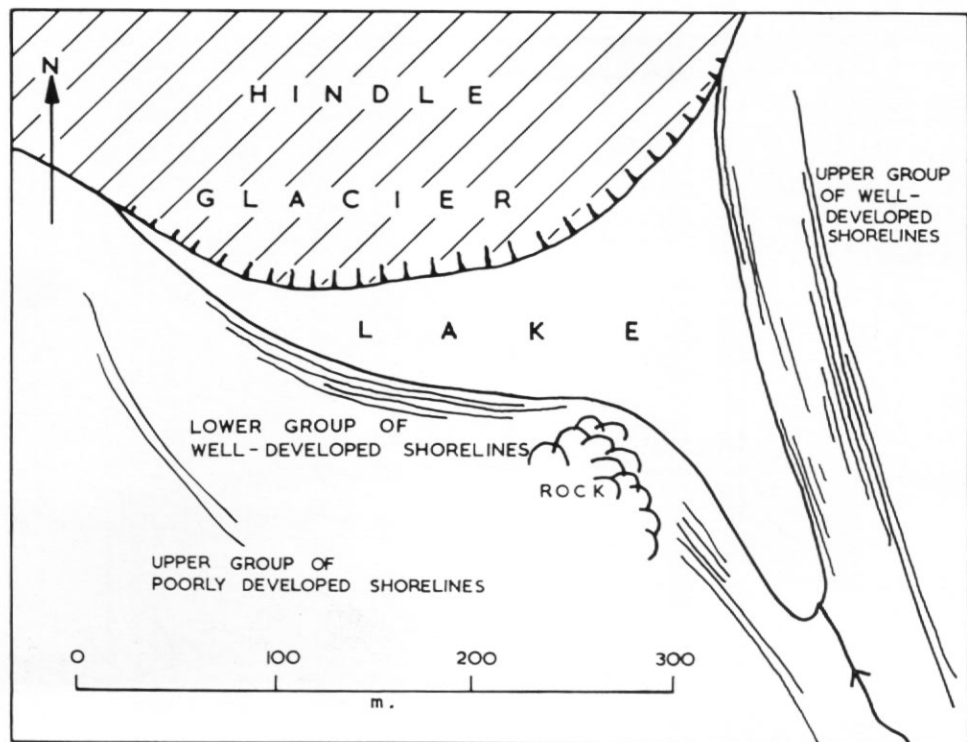 N
HINDLE
GLACIER
UPPER GROUP
OF WELL-
DEVELOPED
SHORELINES
LAKE
LOWER GROUP OF
WELL-DEVELOPED SHORELINES
ROCK
UPPER GROUP OF
POORLY DEVELOPED SHORELINES
0 100 200 300
m.